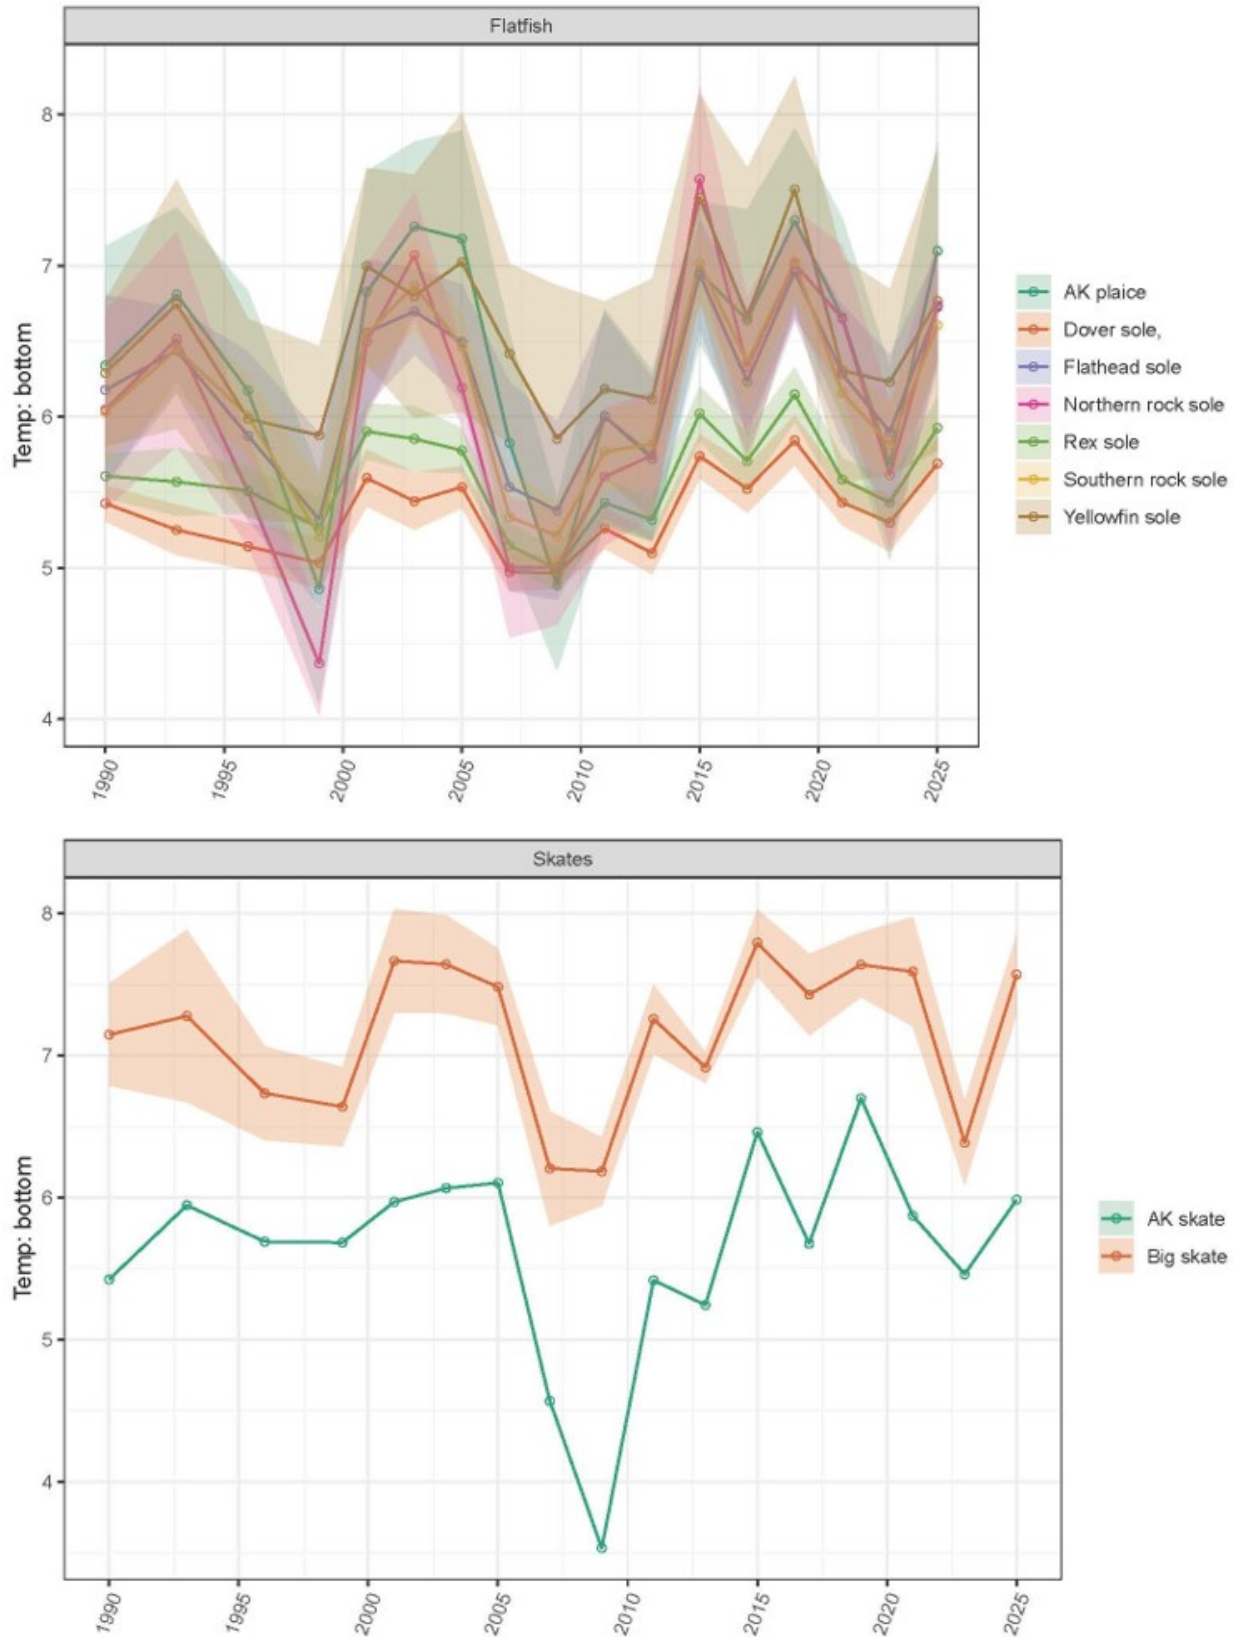 Flatfish
Temp: bottom
8
7
6
5
4
1990 1995 2000 2005 2010 2015 2020 2025
AK plaice
Dover sole,
Flathead sole
Northern rock sole
Rex sole
Southern rock sole
Yellowfin sole
Skates
Temp: bottom
8
7
6
5
4
1990 1995 2000 2005 2010 2015 2020 2025
AK skate
Big skate